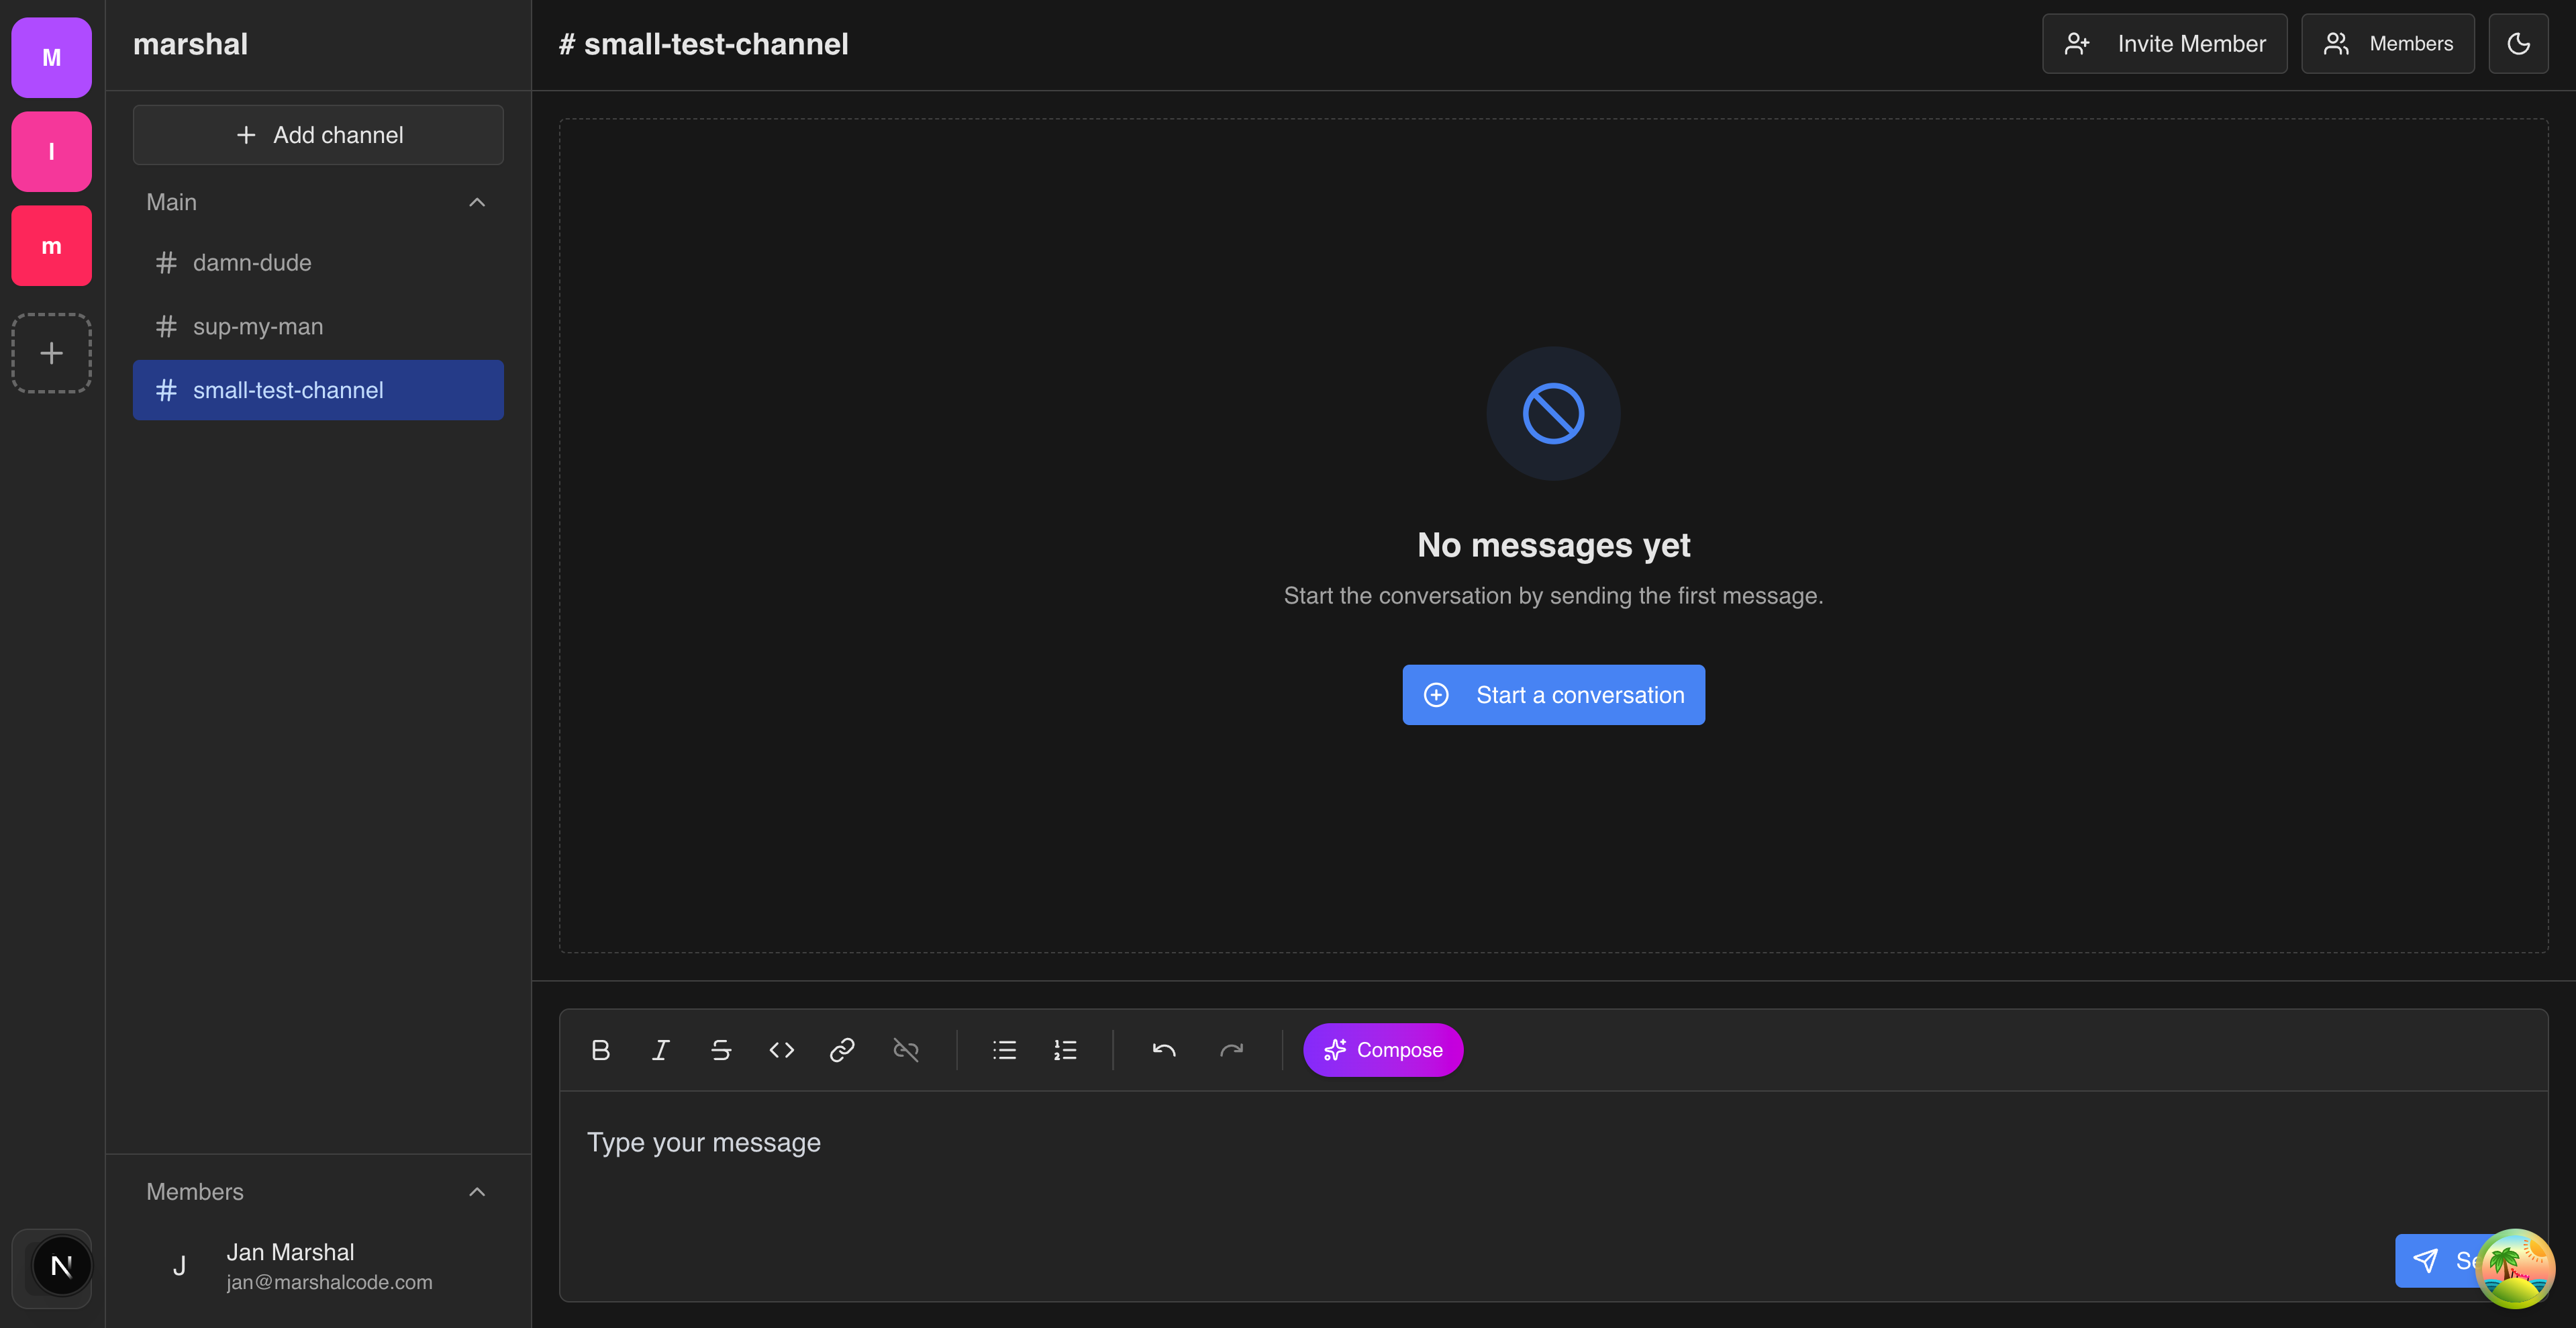 M
I
m
marshal
Add channel
Main
# damn-dude
# sup-my-man
# small-test-channel
Members
J
Jan Marshal
jan@marshalcode.com
N
# small-test-channel
Invite Member
Members
No messages yet
Start the conversation by sending the first message.
Start a conversation
B I S
Compose
Type your message